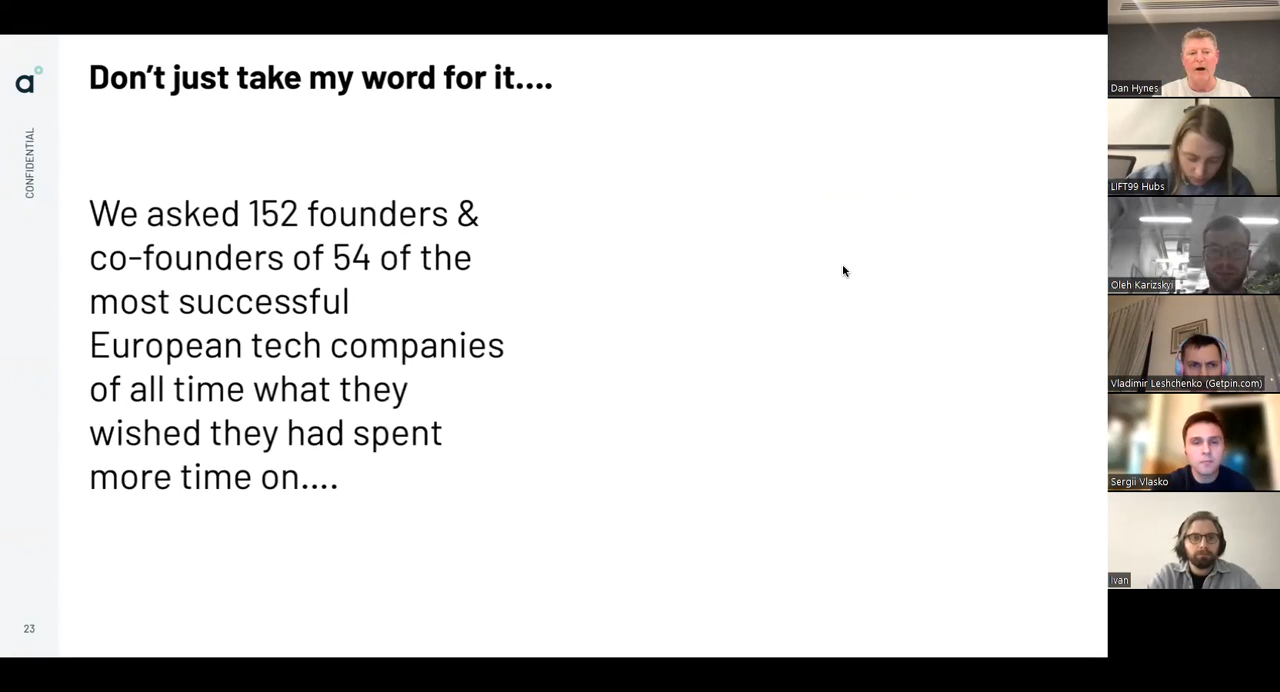 Don't just take my word for it....
a
CONFIDENTIAL
We asked 152 founders &
co-founders of 54 of the
most successful
European tech companies
of all time what they
wished they had spent
more time on....
23
Dan Hynes
LIFT99 Hubs
Oleh Karizskyi
Vladimir Leshchenko (Getpin.com)
Sergii Vlasko
Ivan